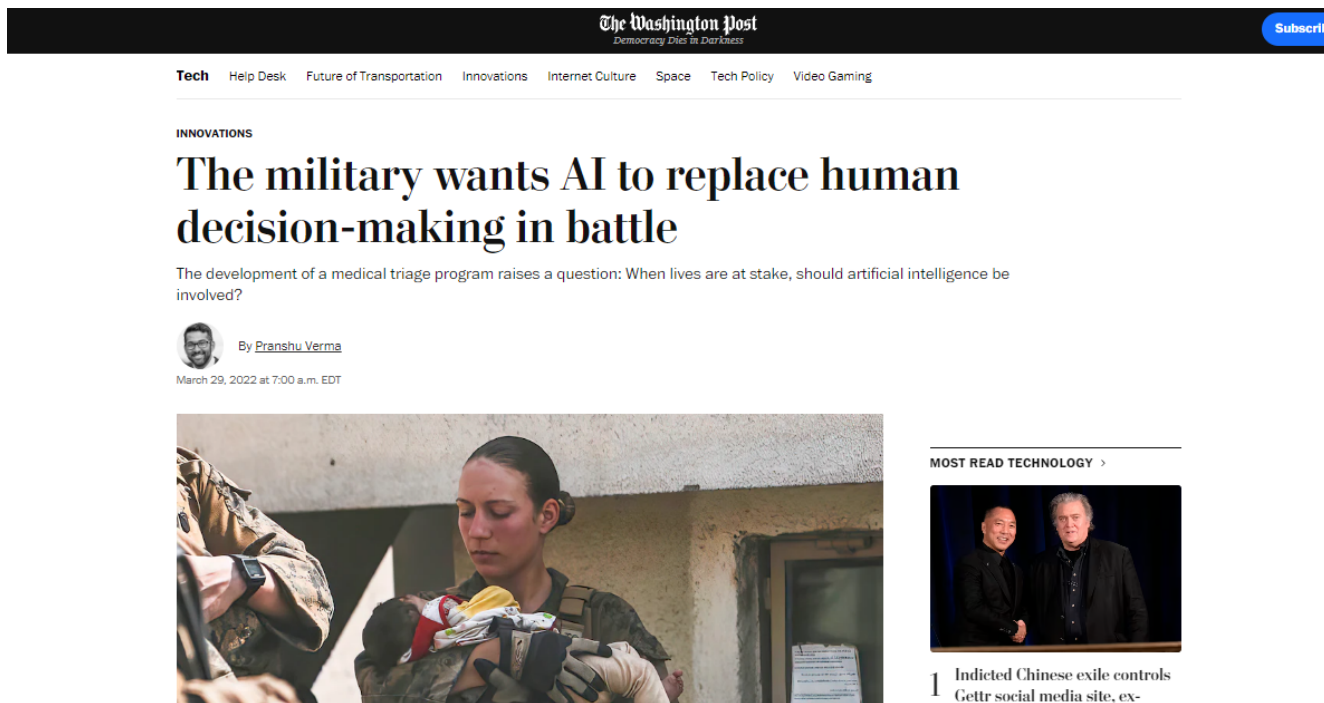 The Washington Post
Democracy Dies in Darkness
Tech Help Desk Future of Transportation Innovations Internet Culture Space Tech Policy Video Gaming
INNOVATIONS
The military wants AI to replace human
decision-making in battle
The development of a medical triage program raises a question: When lives are at stake, should artificial intelligence be
involved?
By Pranshu Verma
March 29, 2022 at 7:00 a.m. EDT
MOST READ TECHNOLOGY >
1 Indicted Chinese exile controls
Gettr social media site, ex-